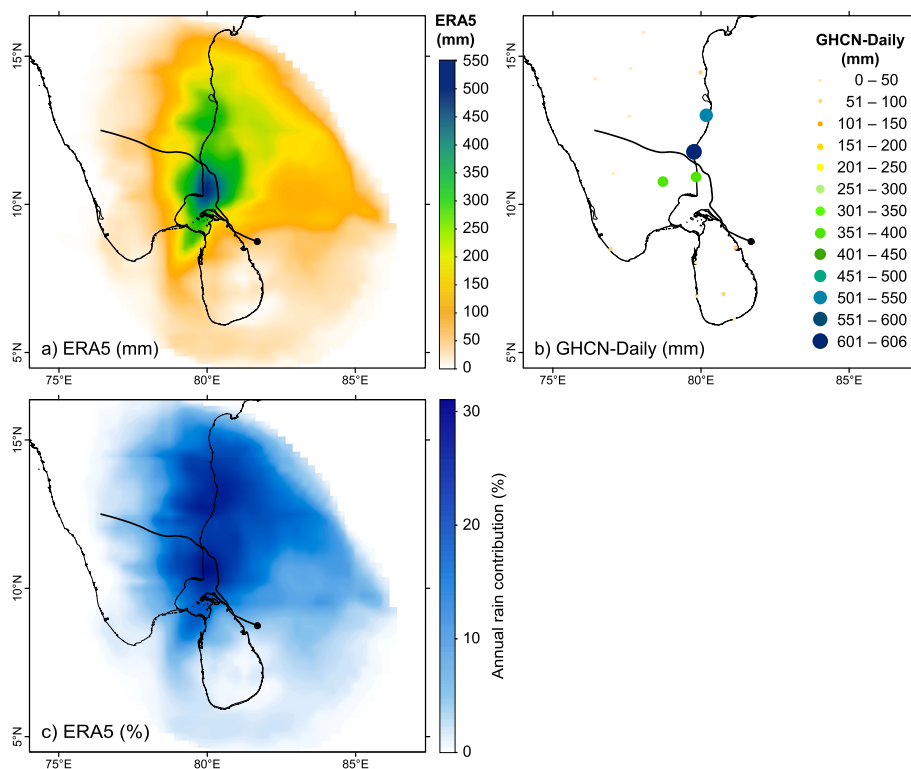 ERA5
(mm)
550
500
450
400
350
300
250
200
150
100
50
0
15°N
10°N
5°N
75°E
80°E
85°E
a) ERA5 (mm)
GHCN-Daily
(mm)
0 – 50
51 – 100
101 – 150
151 – 200
201 – 250
251 – 300
301 – 350
351 – 400
401 – 450
451 – 500
501 – 550
551 – 600
601 – 606
15°N
10°N
5°N
75°E
80°E
85°E
b) GHCN-Daily (mm)
30
20
10
0
Annual rain contribution (%)
15°N
10°N
5°N
75°E
80°E
85°E
c) ERA5 (%)